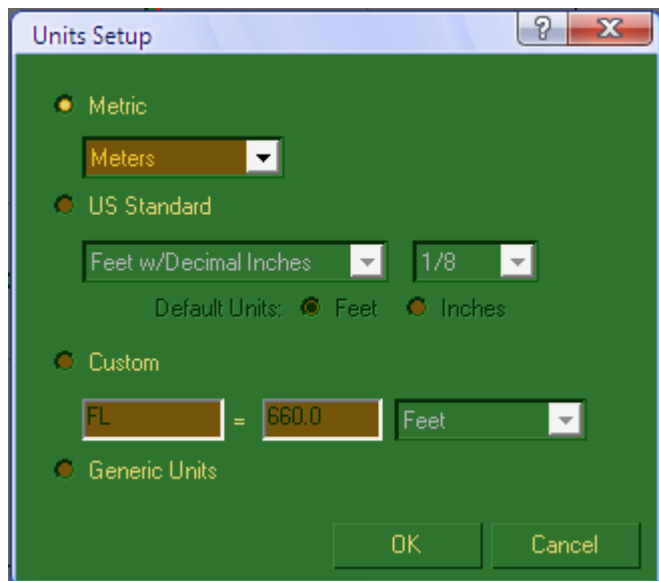 Units Setup ?
Metric
Meters
US Standard
Feet w/Decimal Inches 1/8
Default Units: Feet Inches
Custom
FL = 660.0 Feet
Generic Units
OK Cancel